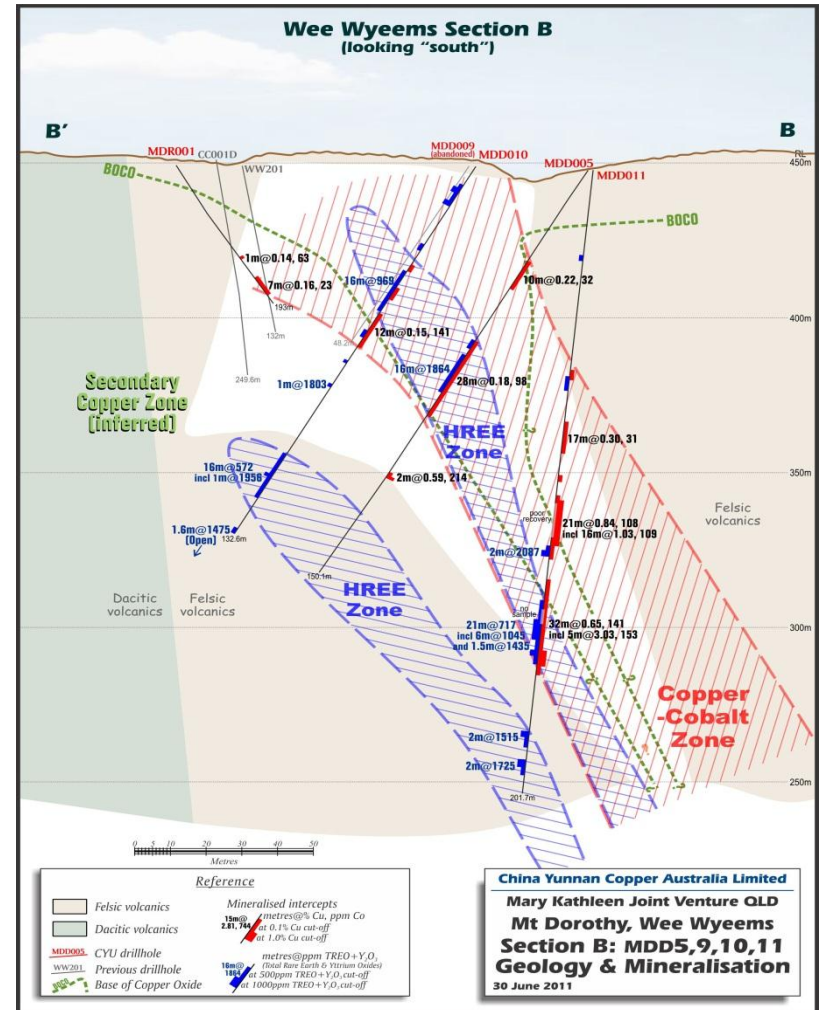 Wee Wyeems Section B
(looking "south")
B'
B
MDR001
CC001D
WW201
MDD009
(abandoned)
MDD010
MDD005
MDD011
RL
450m
BOCO
BOCO
1m@0.14, 63
7m@0.16, 23
193m
132m
249.6m
16m@969
10m@0.22, 32
400m
12m@0.15, 141
48.2m
16m@1864
28m@0.18, 98
1m@1803
Secondary
Copper Zone
(inferred)
HREE
Zone
17m@0.30, 31
16m@572
incl 1m@1956
2m@0.59, 214
350m
poor
recovery
Felsic
volcanics
21m@0.84, 108
incl 16m@1.03, 109
1.6m@1475
[Open]
132.6m
2m@2087
150.1m
Dacitic
volcanics
Felsic
volcanics
HREE
Zone
no
sample
21m@717
incl 6m@1045
and 1.5m@1435
32m@0.65, 141
incl 5m@3.03, 153
300m
Copper
-Cobalt
Zone
2m@1515
2m@1725
250m
201.7m
0 5 10 20 30 40 50
Metres
Reference
Felsic volcanics
Dacitic volcanics
MDD005 CYU drillhole
WW201 Previous drillhole
BOCO Base of Copper Oxide
Mineralised intercepts
15m@
2.81, 744
metres@% Cu, ppm Co
at 0.1% Cu cut-off
at 1.0% Cu cut-off
16m@
1864
metres@ppm TREO+Y₂O₃
(Total Rare Earth & Yttrium Oxides)
at 500ppm TREO+Y₂O₃ cut-off
at 1000ppm TREO+Y₂O₃ cut-off
China Yunnan Copper Australia Limited
Mary Kathleen Joint Venture QLD
Mt Dorothy, Wee Wyeems
Section B: MDD5,9,10,11
Geology & Mineralisation
30 June 2011